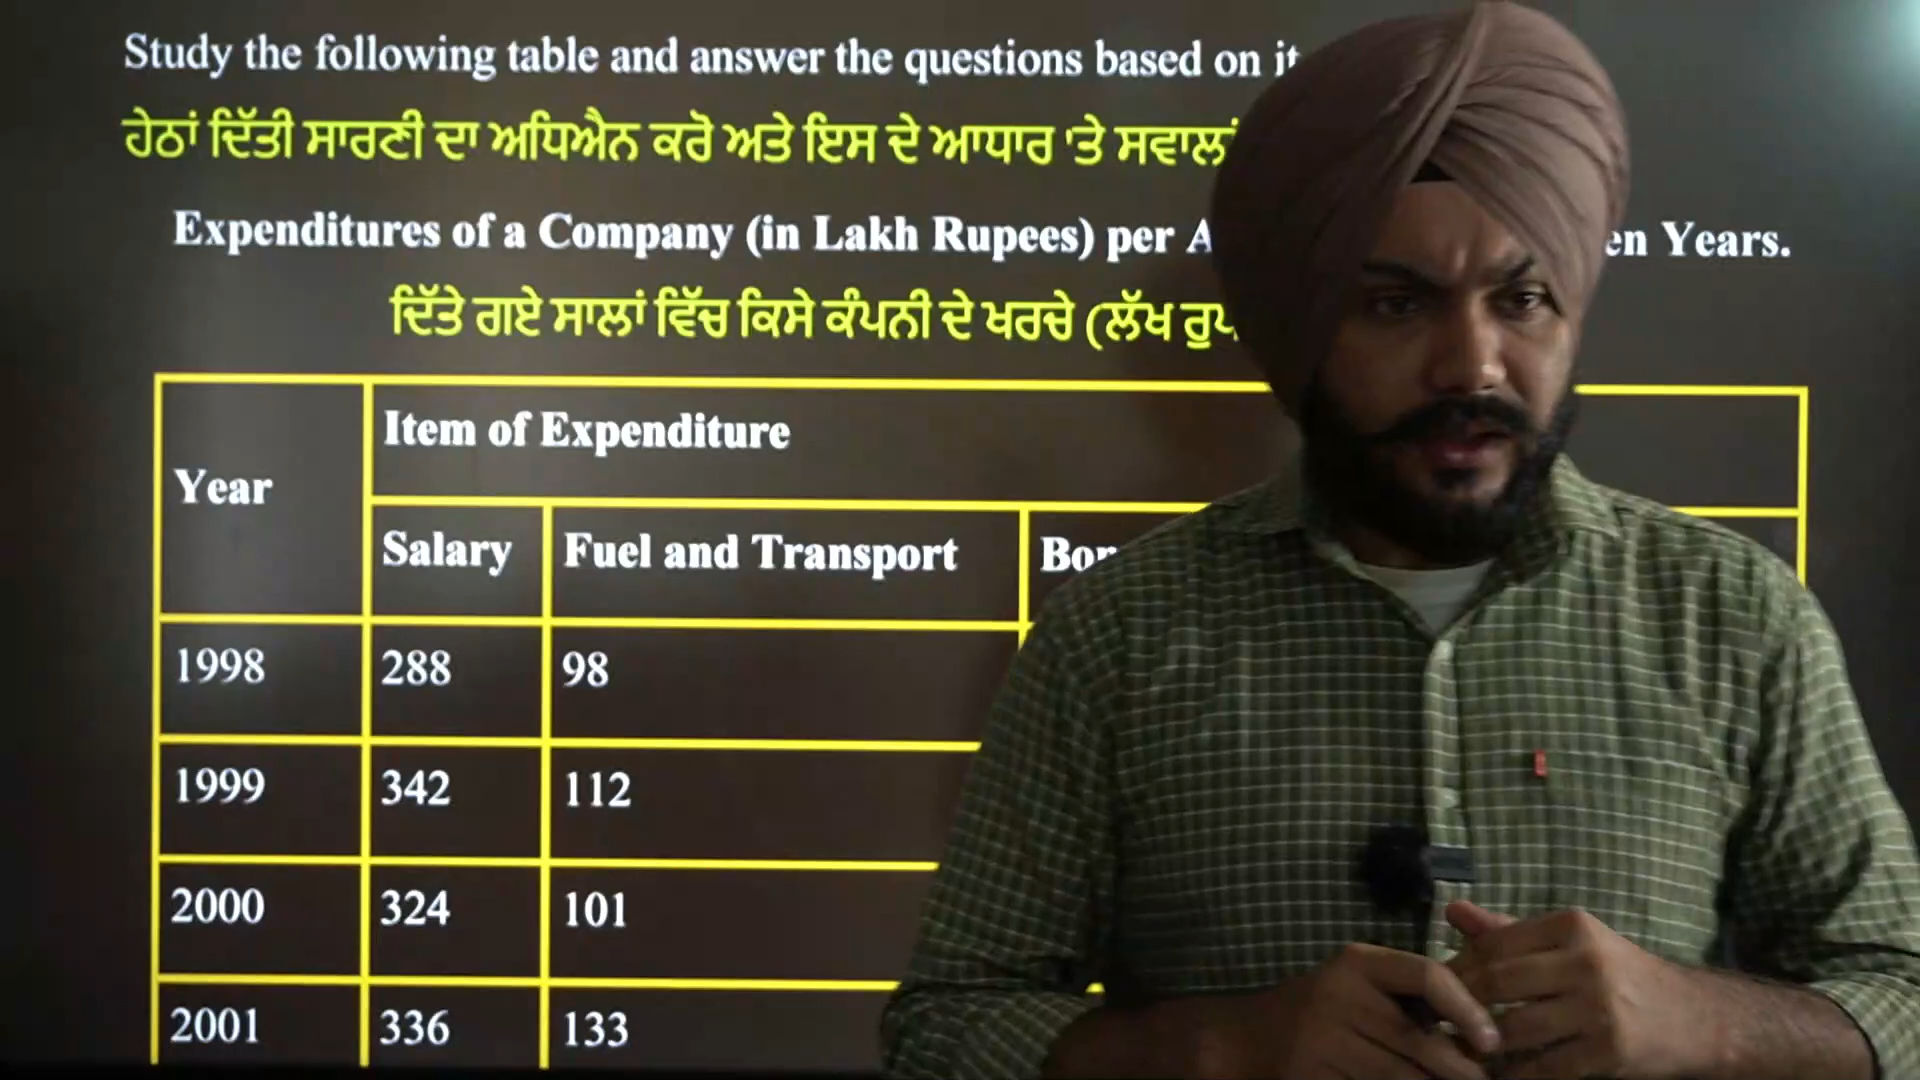 Study the following table and answer the questions based on it
ਹੇਠਾਂ ਦਿੱਤੀ ਸਾਰਣੀ ਦਾ ਅਧਿਐਨ ਕਰੋ ਅਤੇ ਇਸ ਦੇ ਆਧਾਰ 'ਤੇ ਸਵਾਲਾਂ
Expenditures of a Company (in Lakh Rupees) per Years.
ਦਿੱਤੇ ਗਏ ਸਾਲਾਂ ਵਿੱਚ ਕਿਸੇ ਕੰਪਨੀ ਦੇ ਖਰਚੇ (ਲੱਖ
Year
Item of Expenditure
Salary Fuel and Transport
1998 288 98
1999 342 112
2000 324 101
2001 336 133